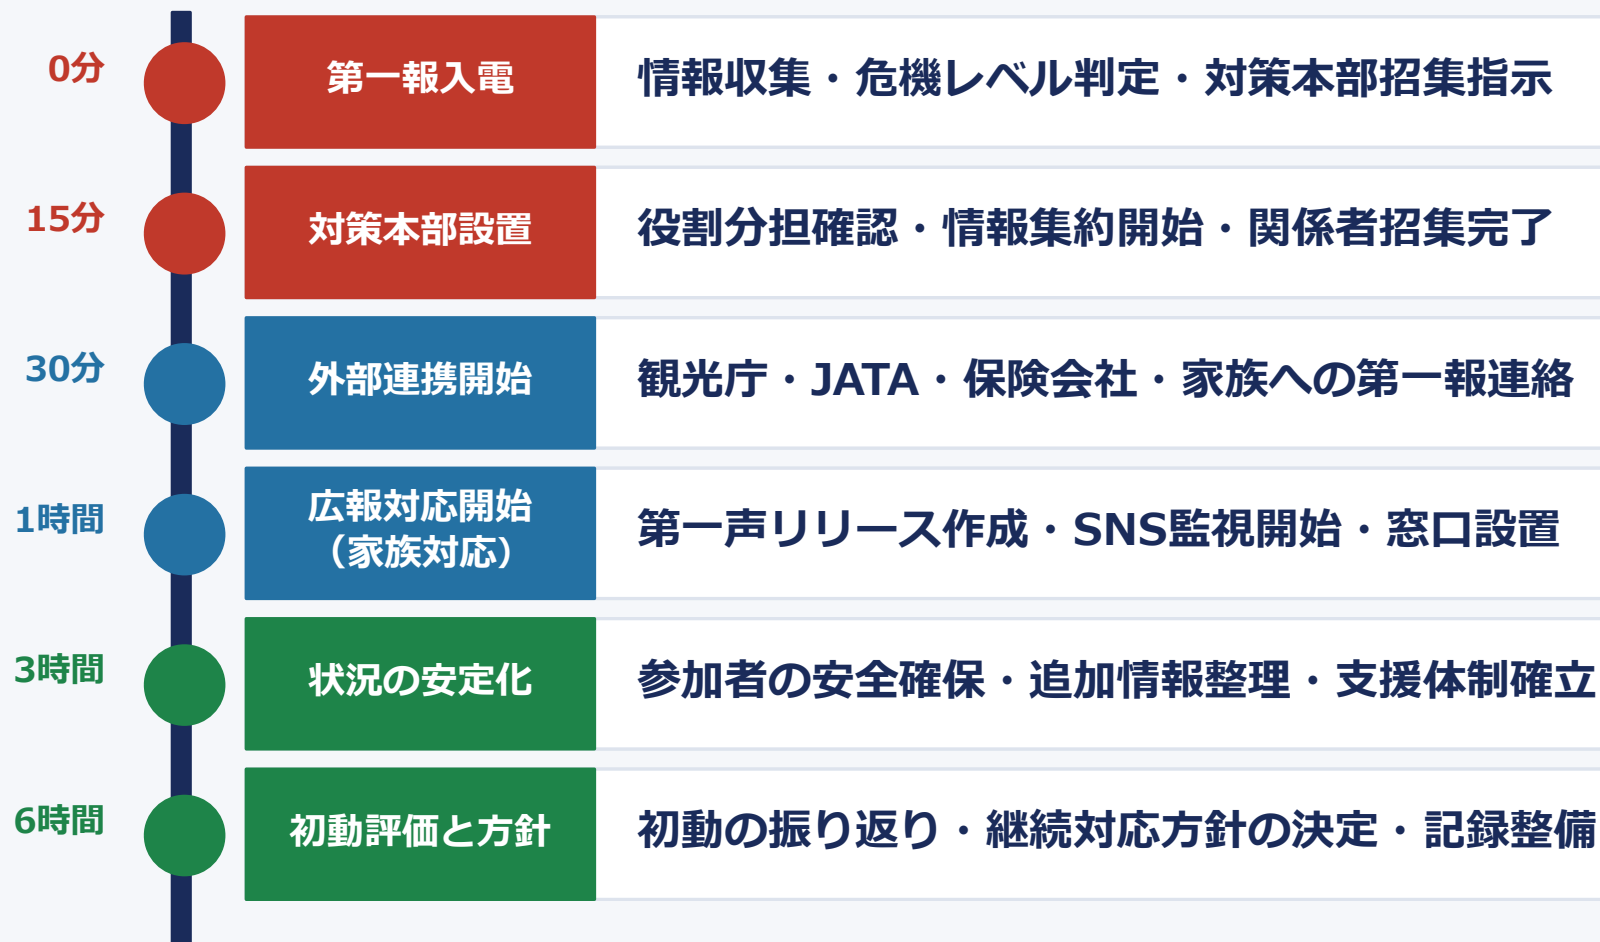 0分
第一報入電
情報収集・危機レベル判定・対策本部招集指示
15分
対策本部設置
役割分担確認・情報集約開始・関係者招集完了
30分
外部連携開始
観光庁・JATA・保険会社・家族への第一報連絡
1時間
広報対応開始
（家族対応）
第一声リリース作成・SNS監視開始・窓口設置
3時間
状況の安定化
参加者の安全確保・追加情報整理・支援体制確立
6時間
初動評価と方針
初動の振り返り・継続対応方針の決定・記録整備